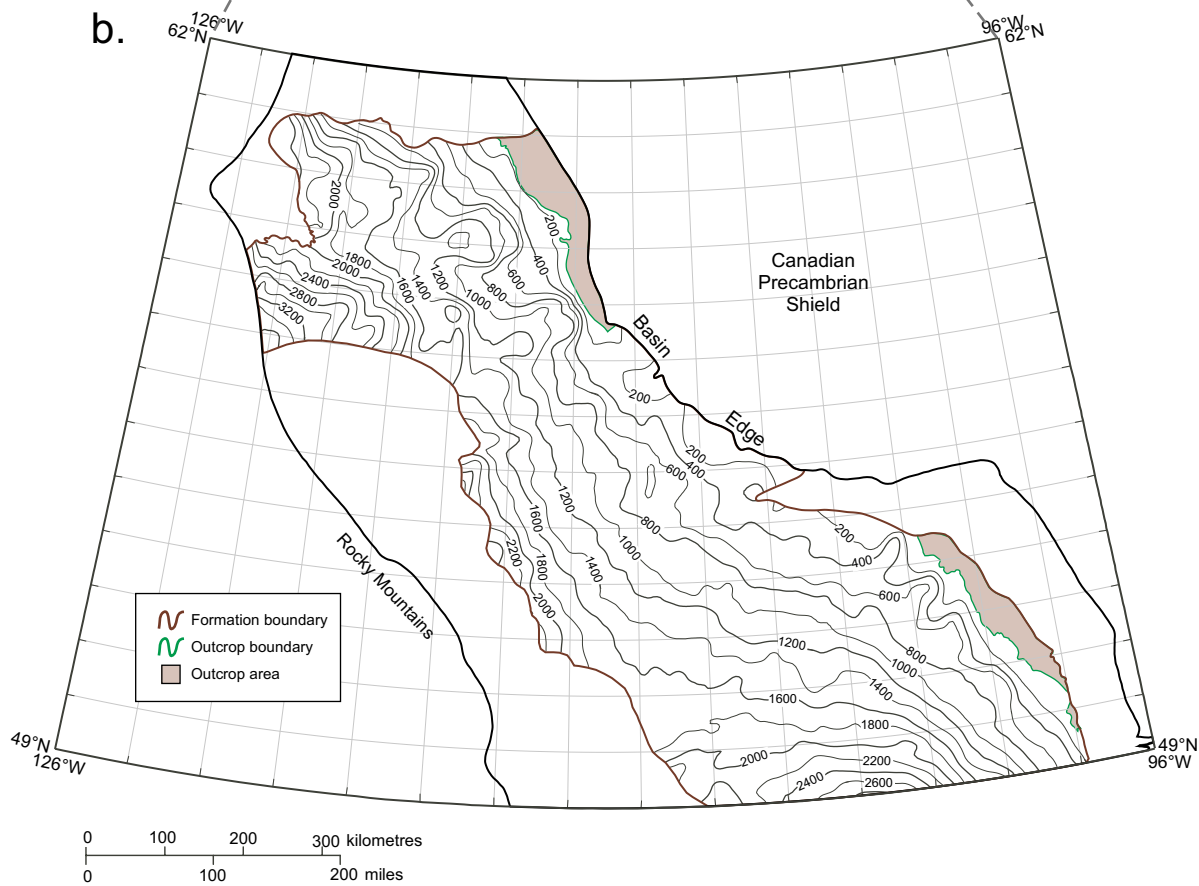 b.
126°W
62°N
96°W
62°N
Canadian
Precambrian
Shield
Basin
Edge
Rocky Mountains
2000
200
400
600
800
1000
1200
1400
1600
1800
2000
2400
2800
3200
200
200
400
600
800
1000
1200
1400
1600
1800
2000
2200
200
400
600
800
1000
1200
1400
1600
1800
2000
2200
2400
2600
Formation boundary
Outcrop boundary
Outcrop area
49°N
126°W
49°N
96°W
0 100 200 300 kilometres
0 100 200 miles